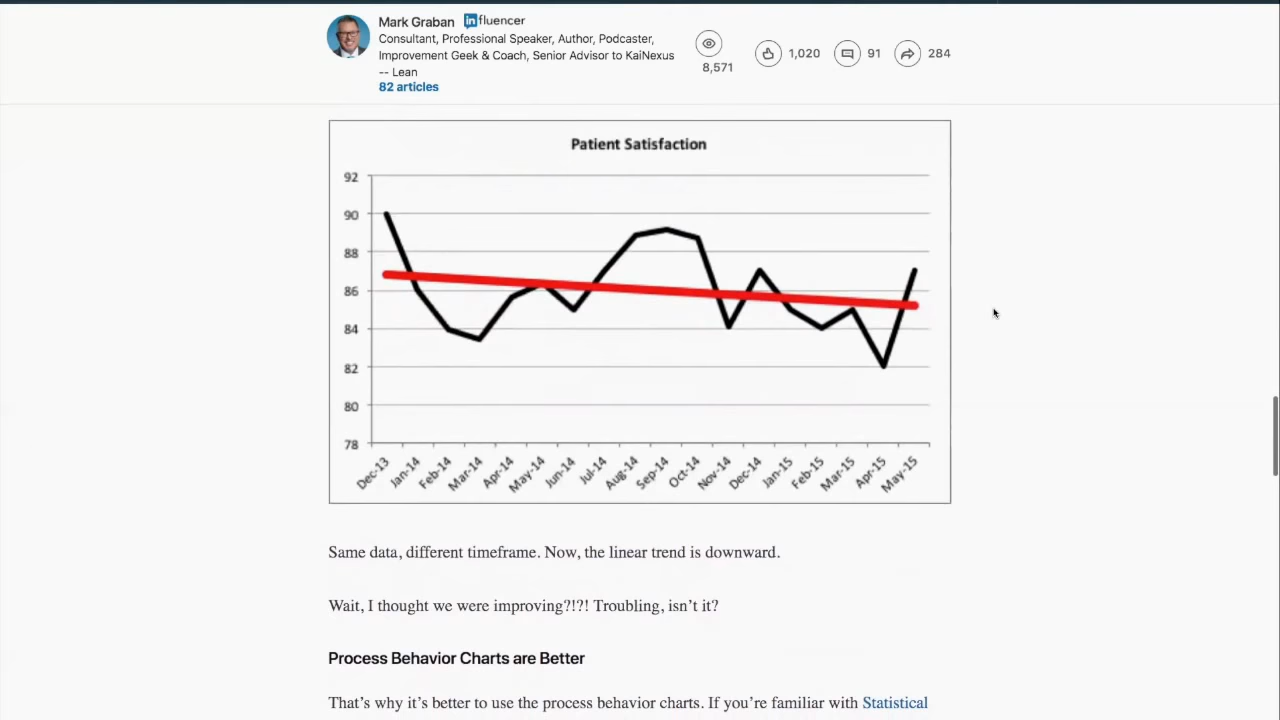 Mark Graban influencer
Consultant, Professional Speaker, Author, Podcaster,
Improvement Geek & Coach, Senior Advisor to KaiNexus
-- Lean
82 articles
8,571
1,020
91
284
Patient Satisfaction
92
90
88
86
84
82
80
78
Dec-13 Jan-14 Feb-14 Mar-14 Apr-14 May-14 Jun-14 Jul-14 Aug-14 Sep-14 Oct-14 Nov-14 Dec-14 Jan-15 Feb-15 Mar-15 Apr-15 May-15
Same data, different timeframe. Now, the linear trend is downward.
Wait, I thought we were improving?!?! Troubling, isn’t it?
Process Behavior Charts are Better
That’s why it’s better to use the process behavior charts. If you’re familiar with Statistical